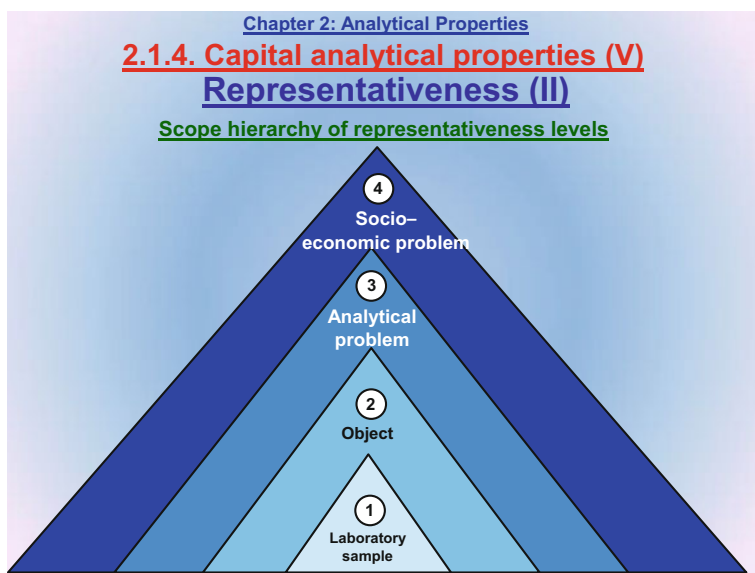 Chapter 2: Analytical Properties
2.1.4. Capital analytical properties (V)
Representativeness (II)
Scope hierarchy of representativeness levels
4
Socio–
economic problem
3
Analytical
problem
2
Object
1
Laboratory
sample